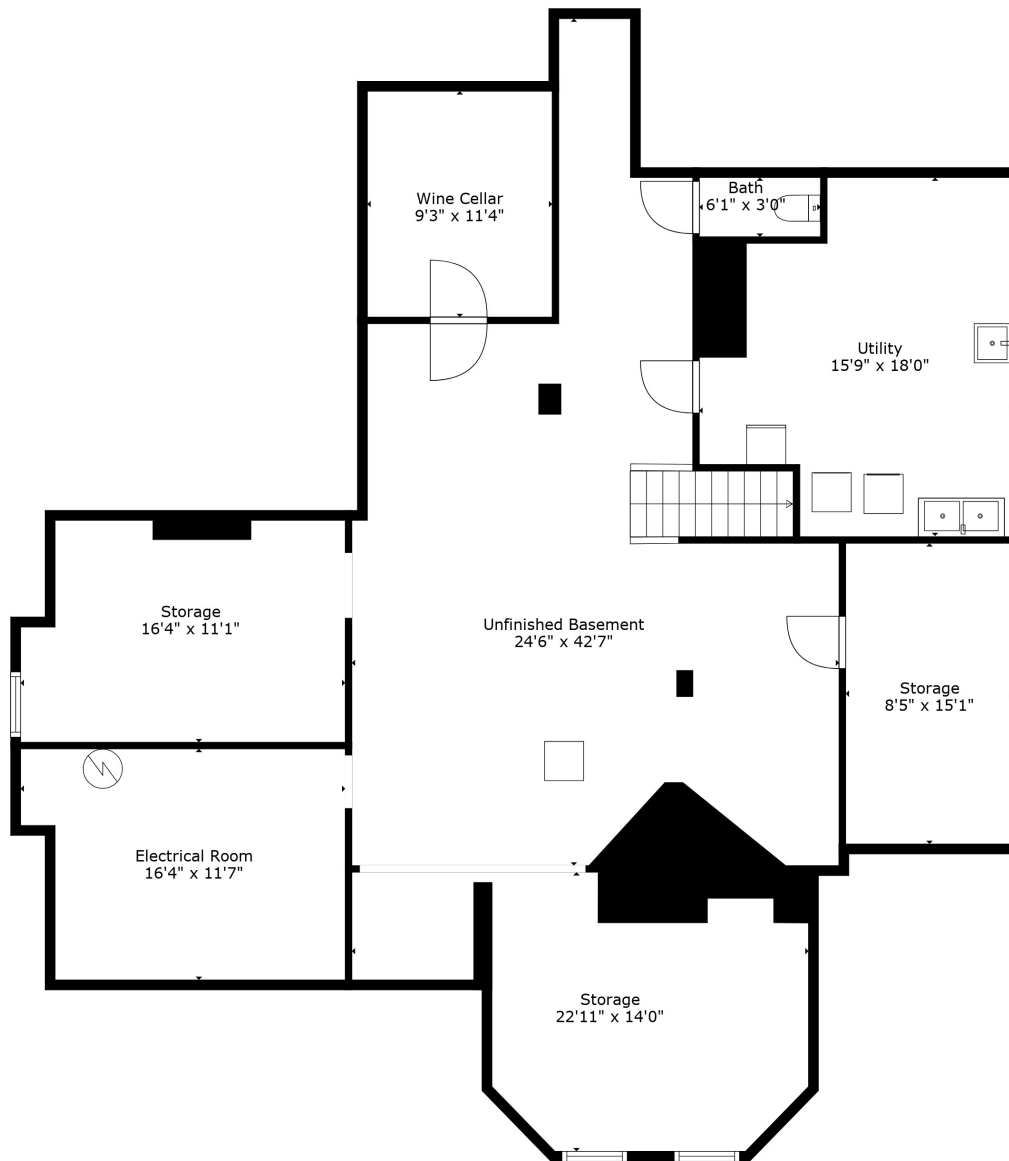 Wine Cellar
9'3" x 11'4"
Bath
6'1" x 3'0"
Utility
15'9" x 18'0"
Storage
16'4" x 11'1"
Unfinished Basement
24'6" x 42'7"
Storage
8'5" x 15'1"
Electrical Room
16'4" x 11'7"
Storage
22'11" x 14'0"